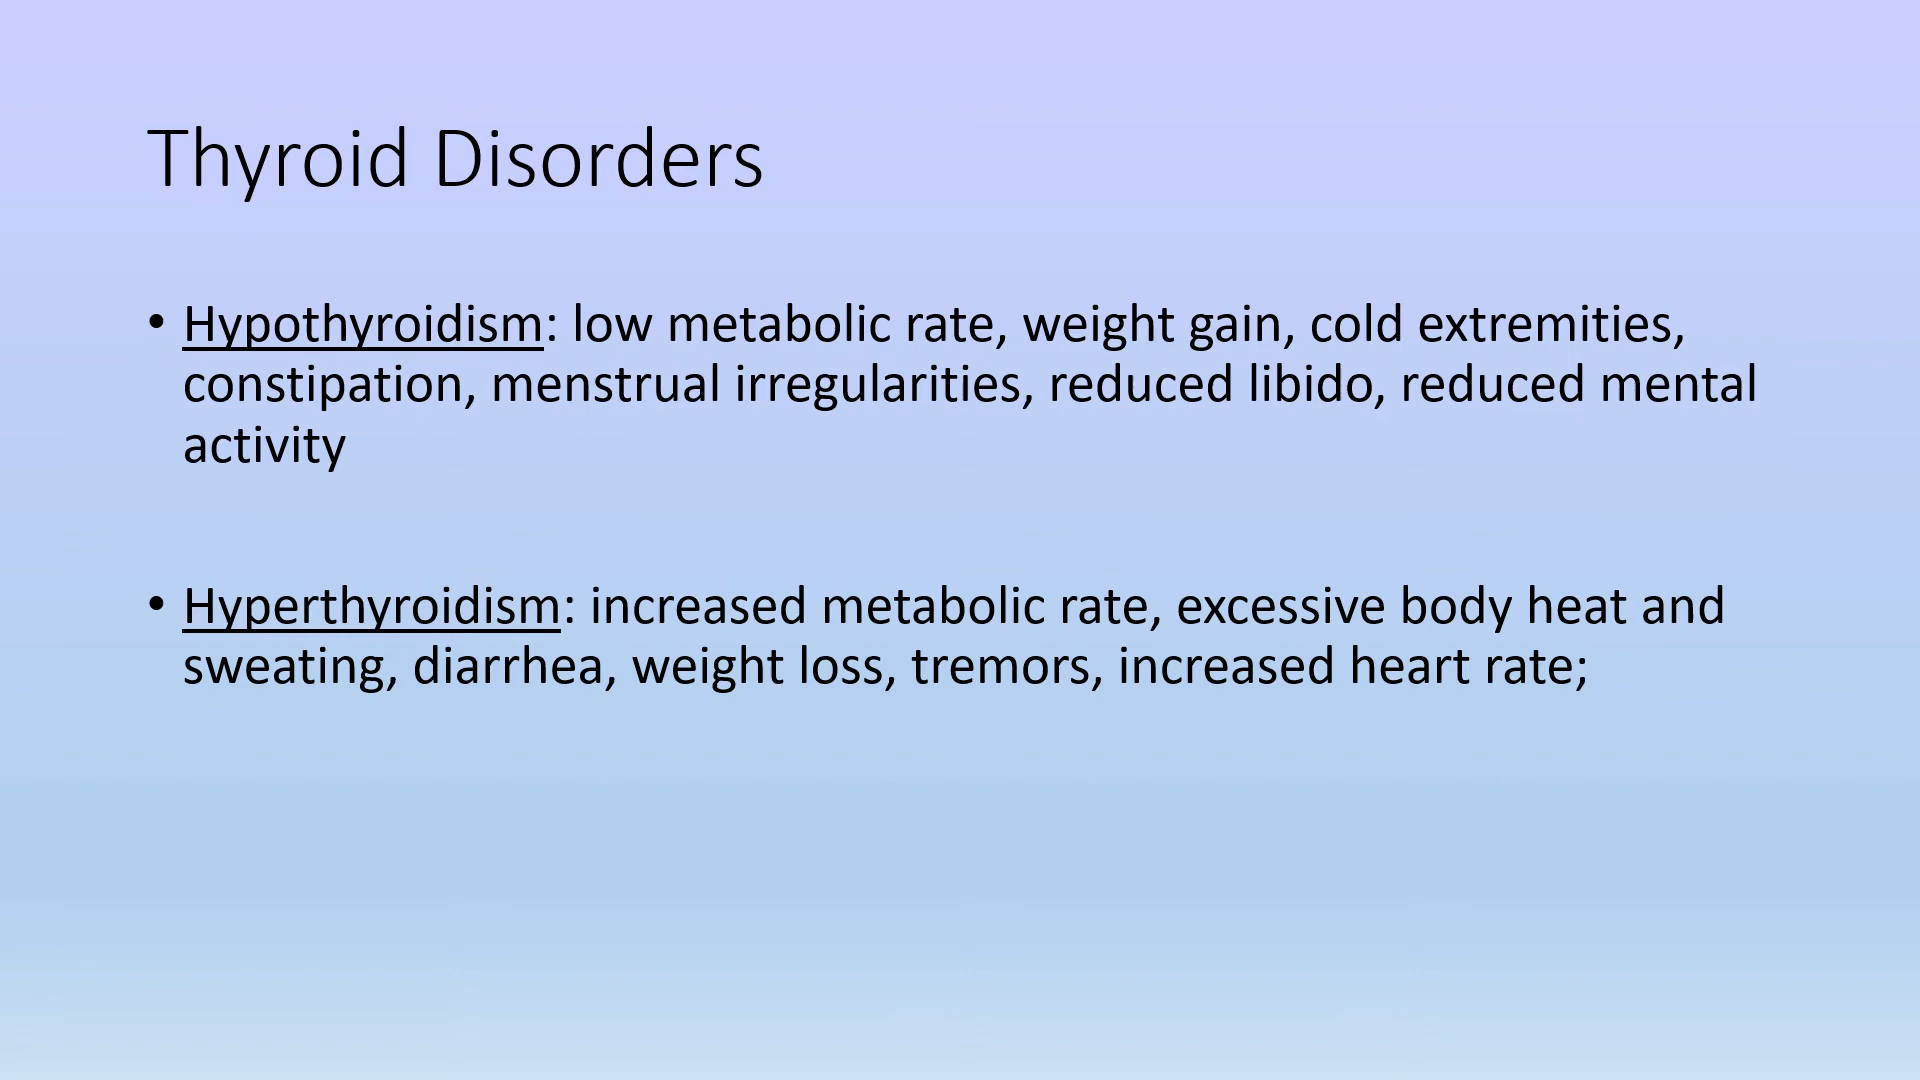 Thyroid Disorders
• Hypothyroidism: low metabolic rate, weight gain, cold extremities,
constipation, menstrual irregularities, reduced libido, reduced mental
activity
• Hyperthyroidism: increased metabolic rate, excessive body heat and
sweating, diarrhea, weight loss, tremors, increased heart rate;